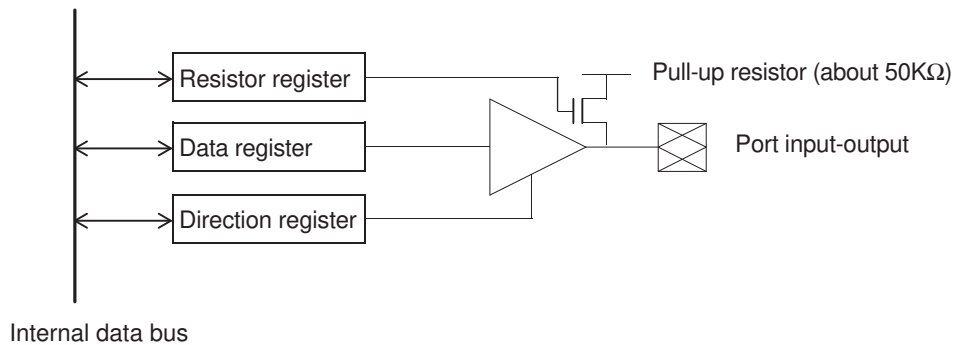 Resistor register
Pull-up resistor (about 50KΩ)
Data register
Port input-output
Direction register
Internal data bus